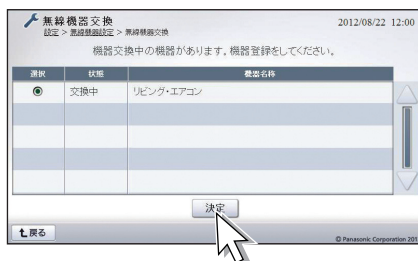 無線機器交換
2012/08/22 12:00
設定 > 無線機器設定 > 無線機器交換
機器交換中の機器があります。機器登録をしてください。
選択 状態 機器名称
交換中 リビング・エアコン
決定
戻る
© Panasonic Corporation 201